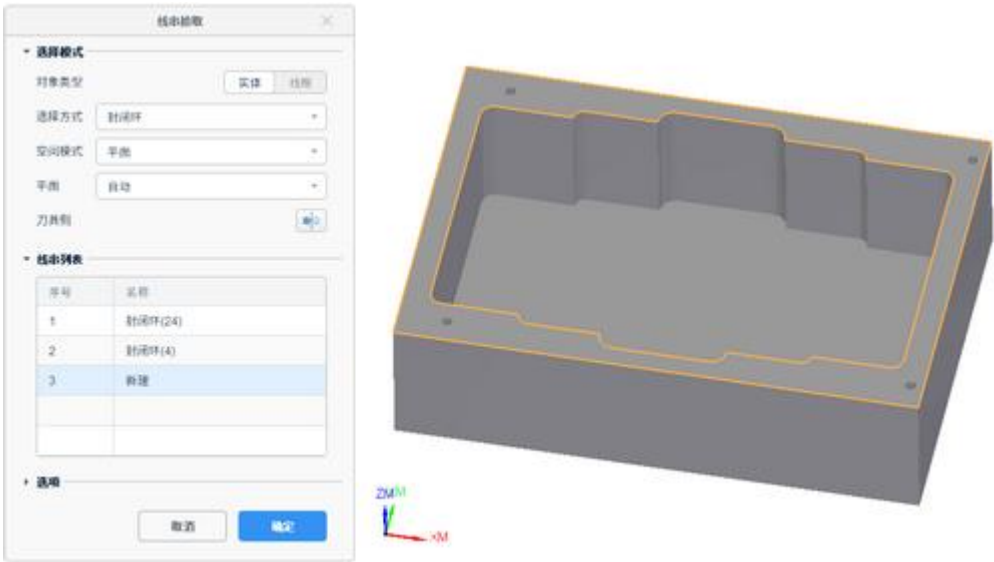 线串拾取
选择模式
对象类型 实体 线框
选择方式 封闭环
空间模式 平面
平面 自动
刀具侧
线串列表
序号 名称
1 封闭环(24)
2 封闭环(4)
3 新建
选项
取消 确定
ZM
XM